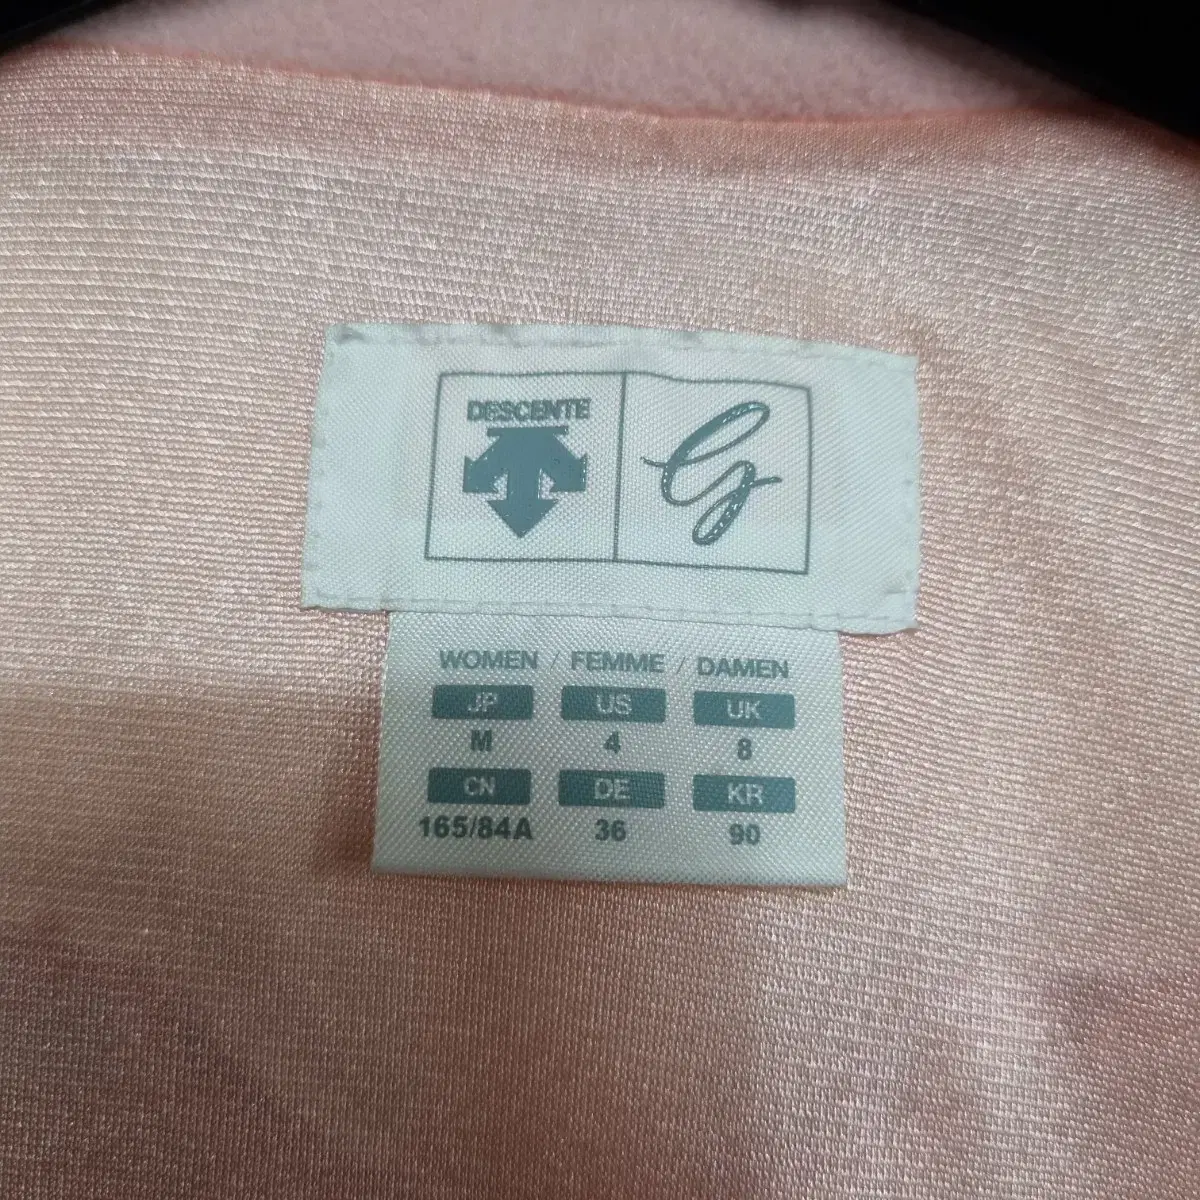 DESCENTE
WOMEN / FEMME / DAMEN
JP US UK
M 4 8
CN DE KR
165/84A 36 90